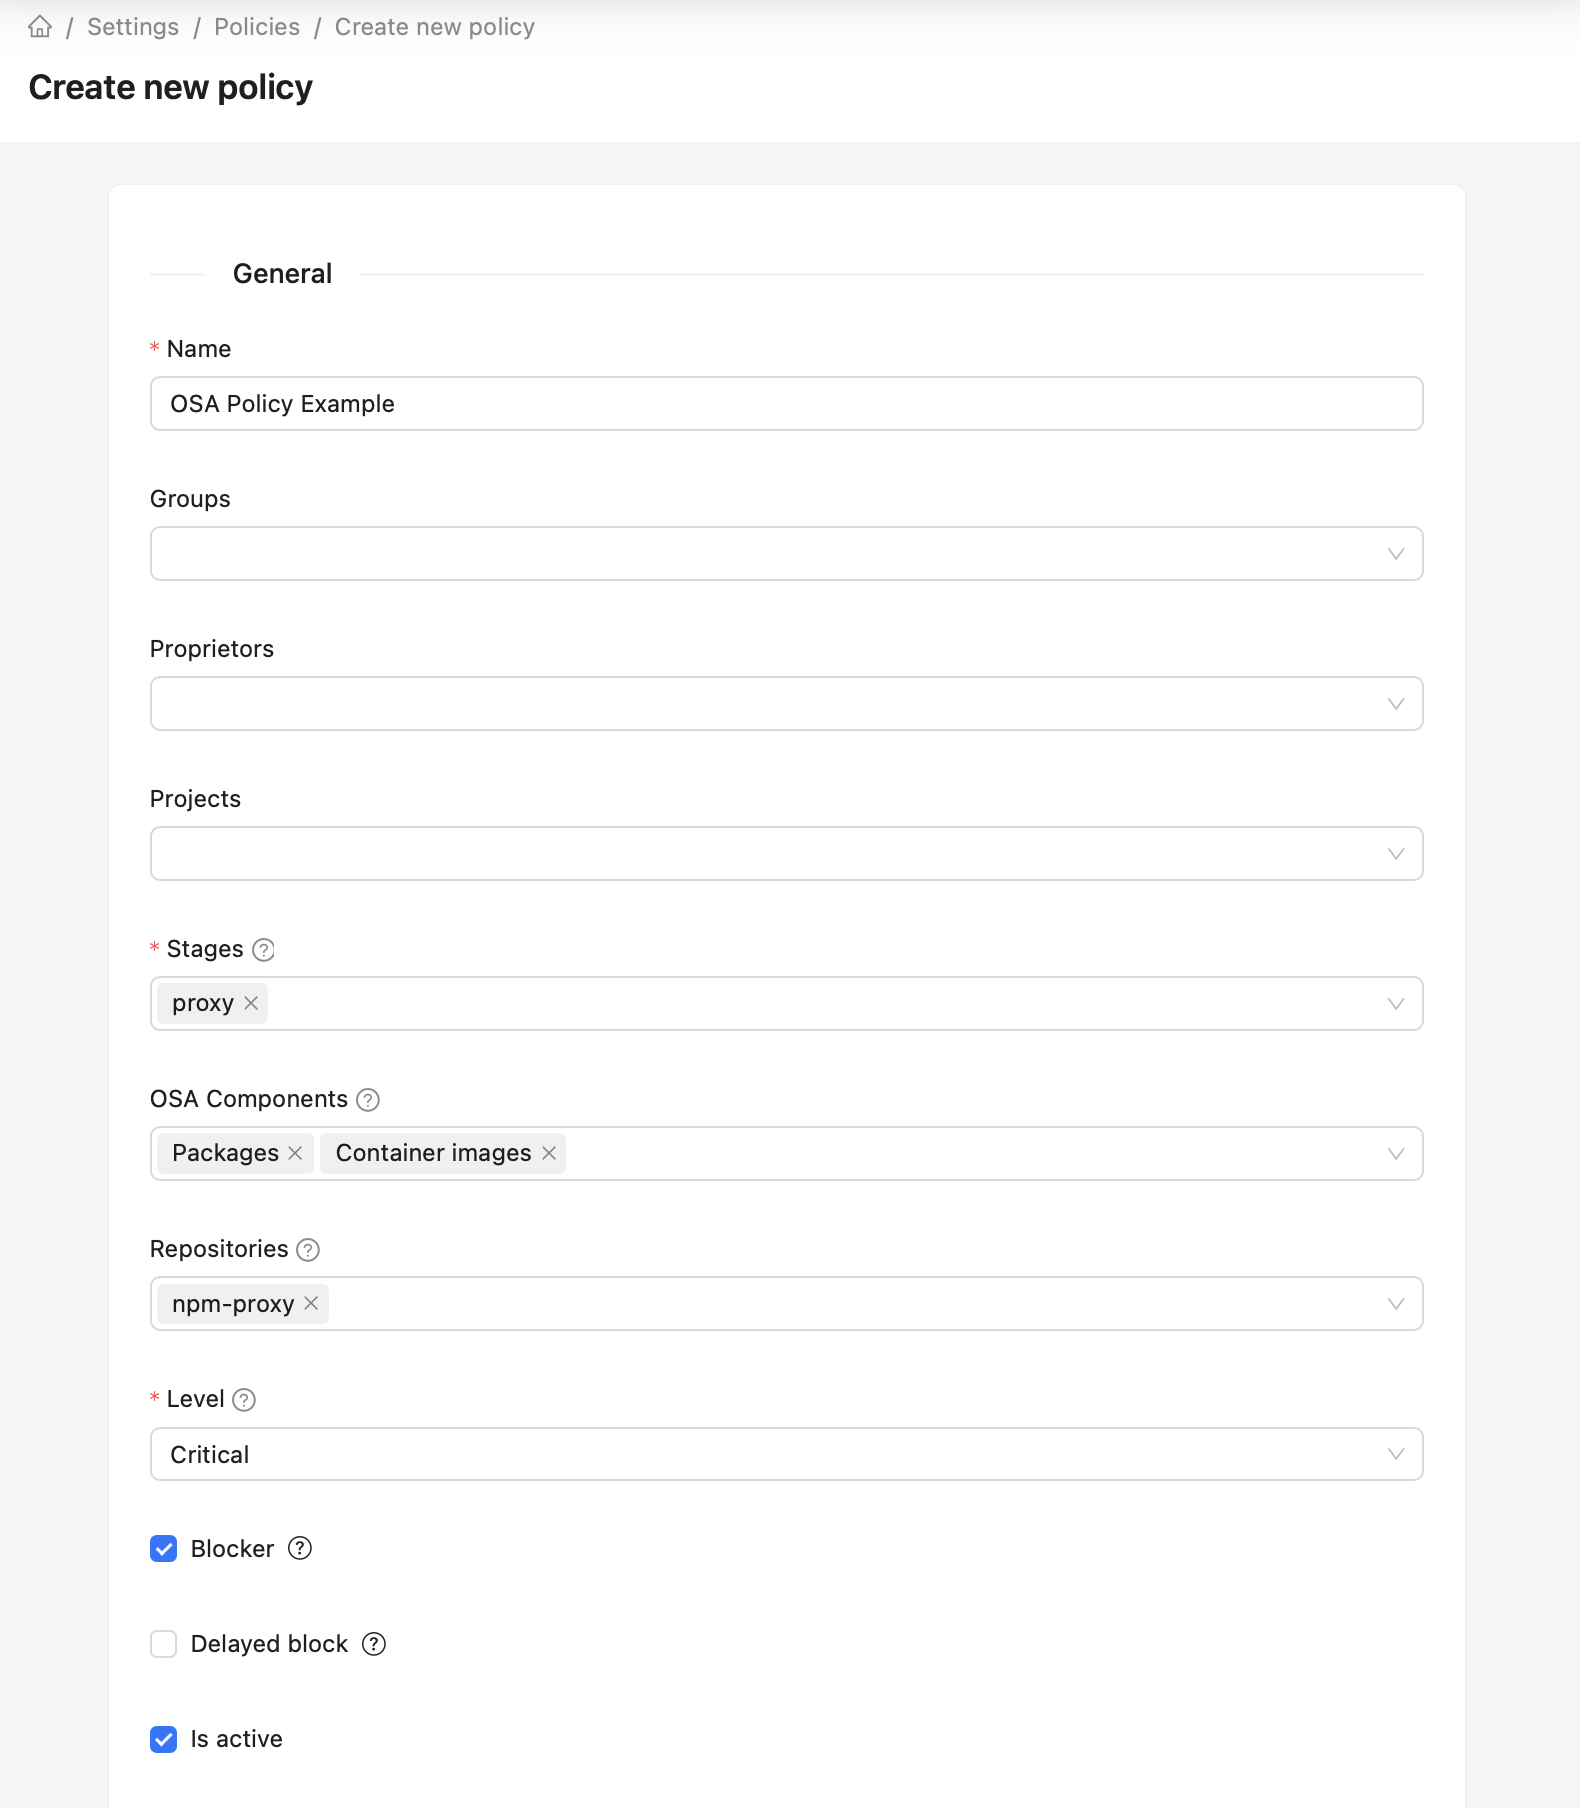 / Settings / Policies / Create new policy
Create new policy
General
* Name
OSA Policy Example
Groups
Proprietors
Projects
* Stages ?
proxy
OSA Components ?
Packages Container images
Repositories ?
npm-proxy
* Level ?
Critical
Blocker ?
Delayed block ?
Is active